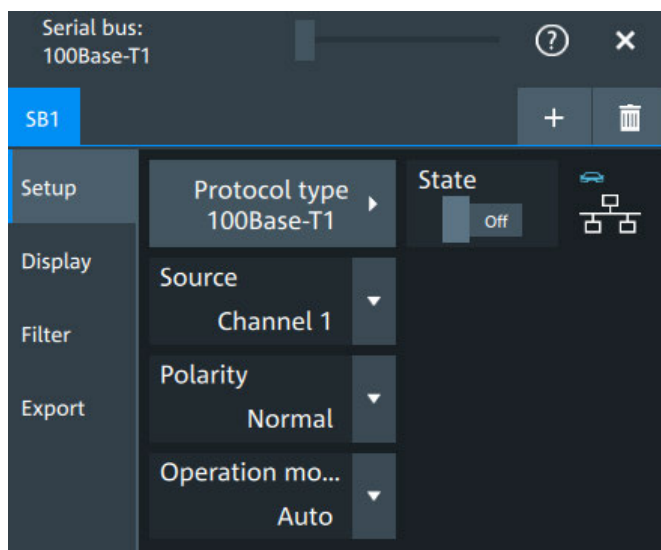 Serial bus:
100Base-T1
SB1
Setup
Display
Filter
Export
Protocol type
100Base-T1
State
Off
Source
Channel 1
Polarity
Normal
Operation mo...
Auto